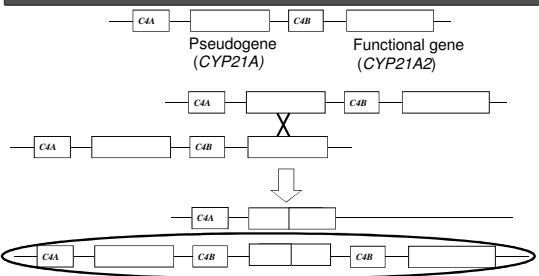 C4A C4B
Pseudogene Functional gene
(CYP21A) (CYP21A2)
C4A C4B
C4A C4B
C4A
C4A C4B C4B